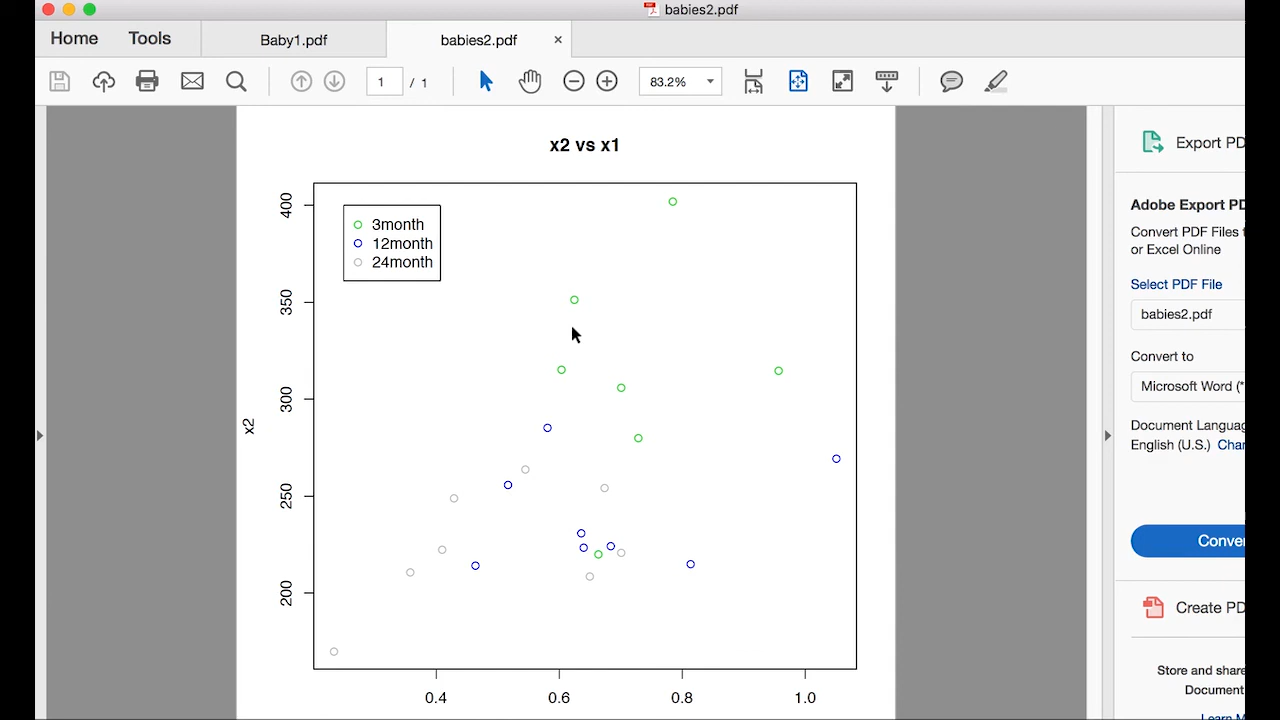 babies2.pdf
Home Tools Baby1.pdf babies2.pdf ×
1 / 1 83.2%
x2 vs x1
3month
12month
24month
400
350
300
250
200
x2
0.4 0.6 0.8 1.0
Export PD
Adobe Export PD
Convert PDF Files t
or Excel Online
Select PDF File
babies2.pdf
Convert to
Microsoft Word (*
Document Languag
English (U.S.) Char
Conver
Create PD
Store and share
Document
Learn M